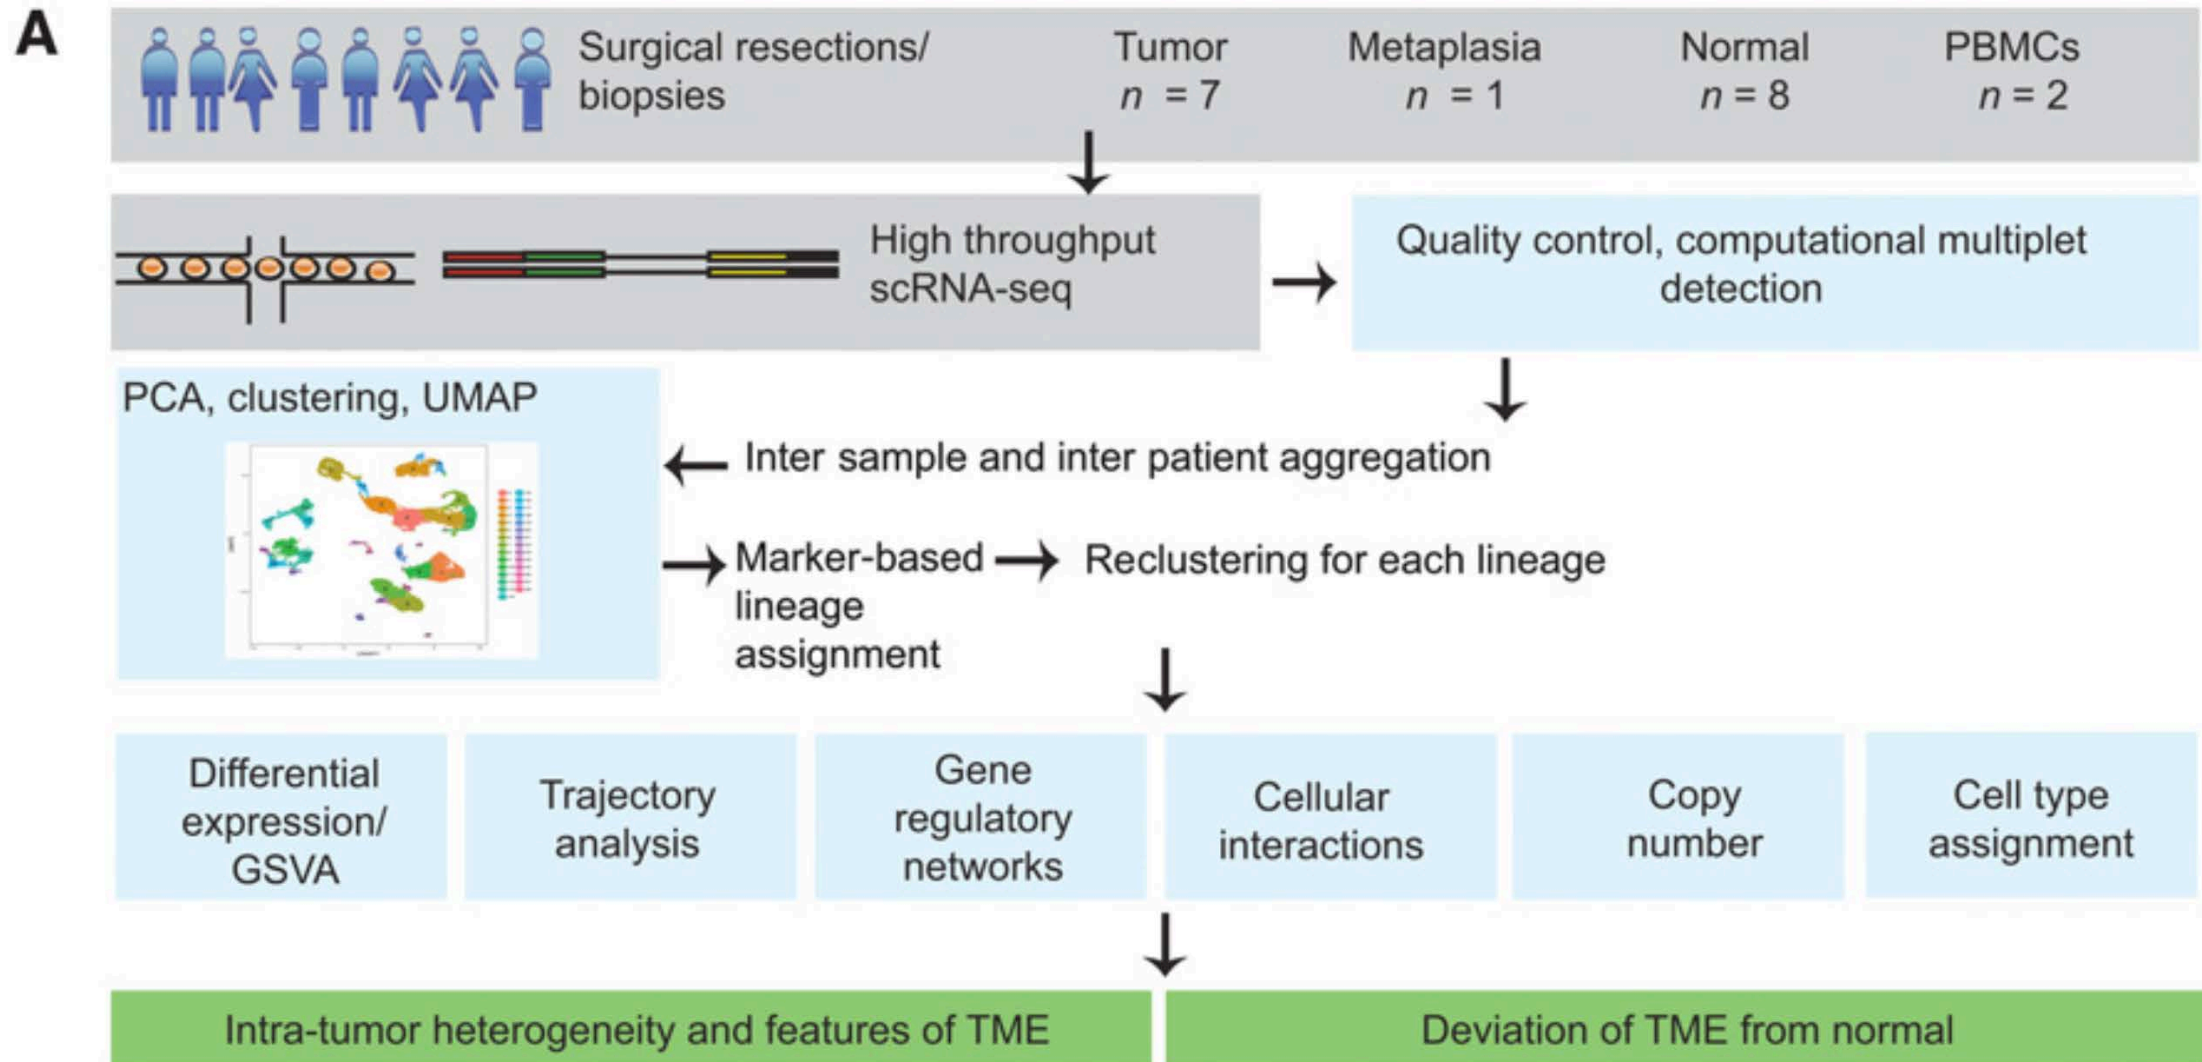 A
Surgical resections/
biopsies
Tumor
n = 7
Metaplasia
n = 1
Normal
n = 8
PBMCs
n = 2
High throughput
scRNA-seq
Quality control, computational multiplet
detection
PCA, clustering, UMAP
Inter sample and inter patient aggregation
Marker-based
lineage
assignment
Reclustering for each lineage
Differential
expression/
GSVA
Trajectory
analysis
Gene
regulatory
networks
Cellular
interactions
Copy
number
Cell type
assignment
Intra-tumor heterogeneity and features of TME
Deviation of TME from normal